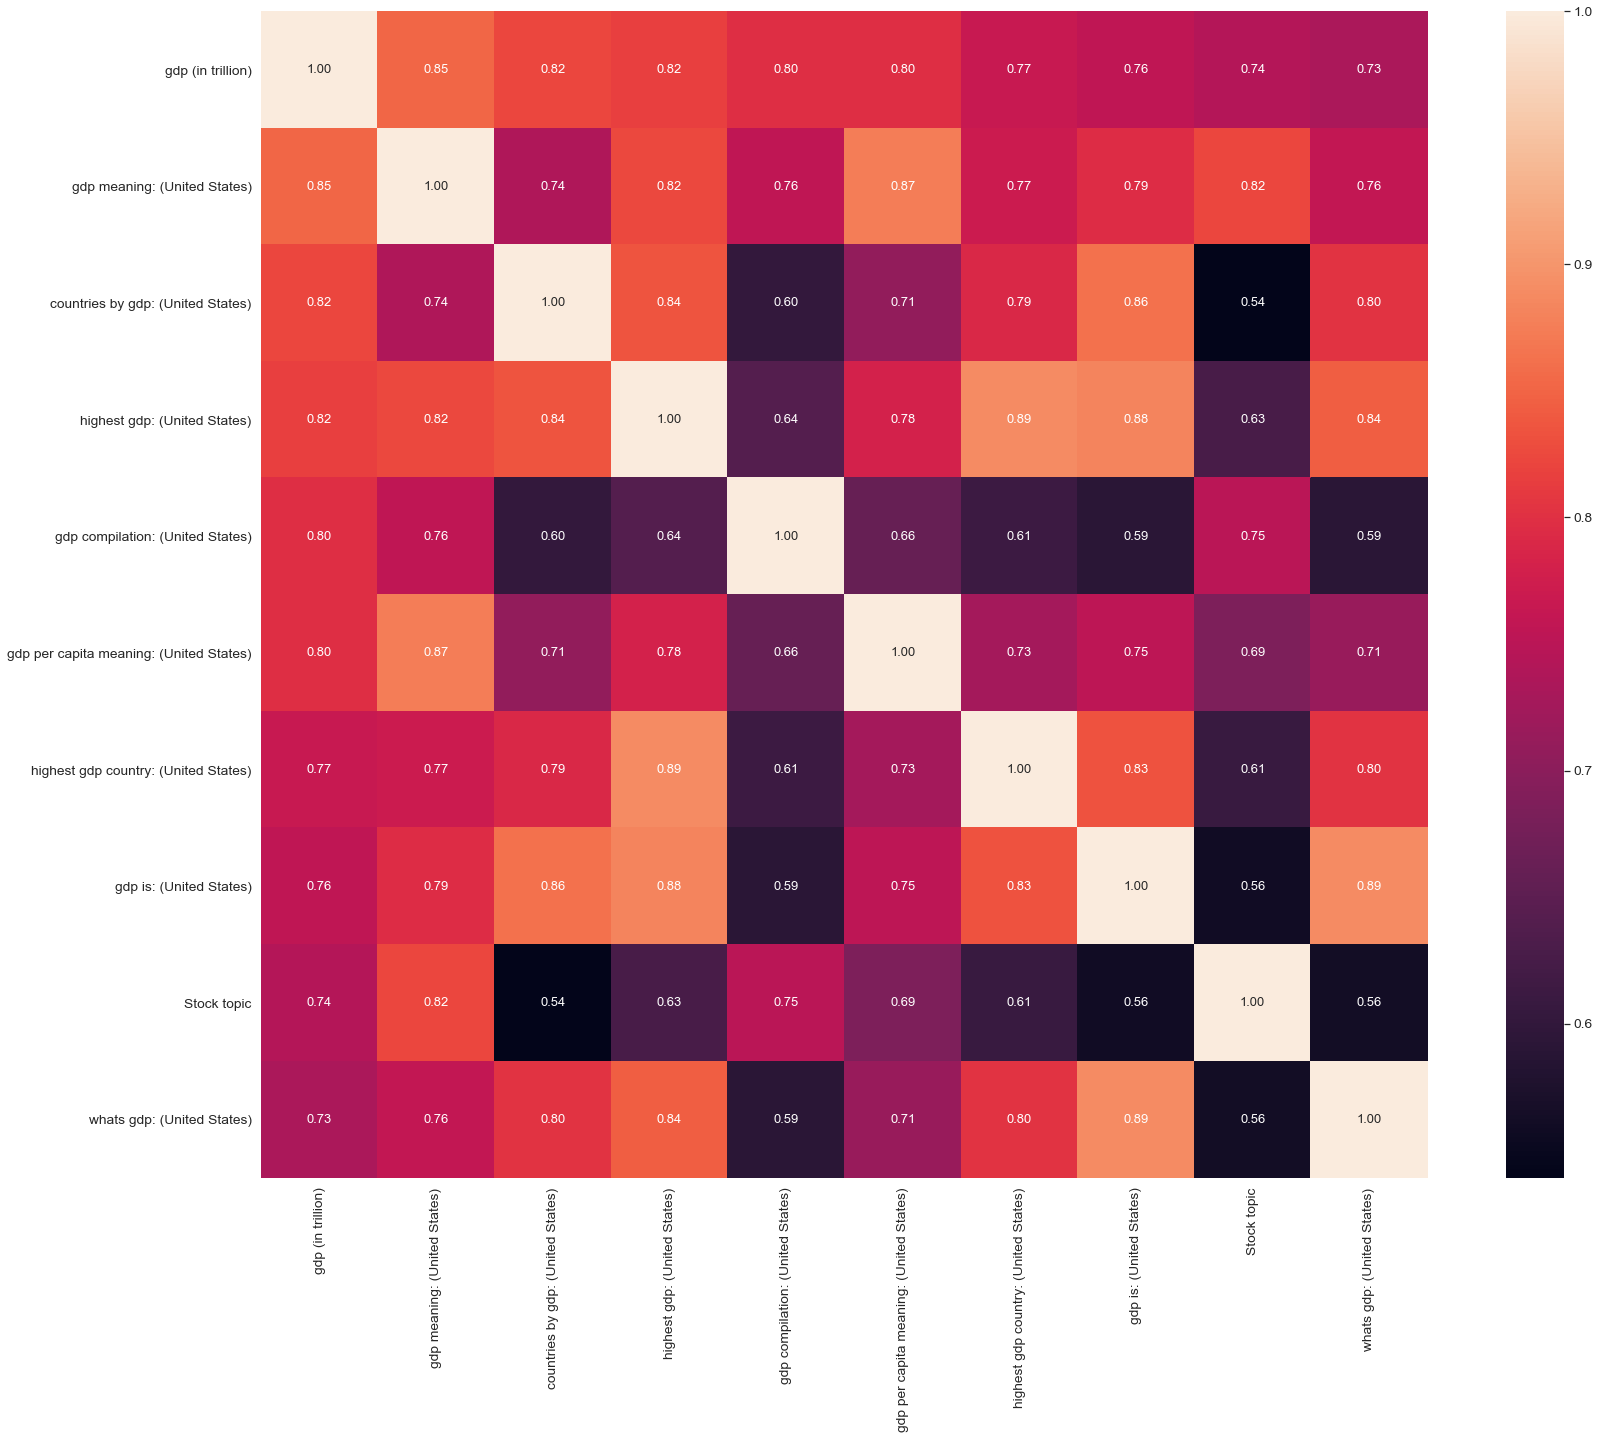 gdp (in trillion) 1.00 0.85 0.82 0.82 0.80 0.80 0.77 0.76 0.74 0.73
gdp meaning: (United States) 0.85 1.00 0.74 0.82 0.76 0.87 0.77 0.79 0.82 0.76
countries by gdp: (United States) 0.82 0.74 1.00 0.84 0.60 0.71 0.79 0.86 0.54 0.80
highest gdp: (United States) 0.82 0.82 0.84 1.00 0.64 0.78 0.89 0.88 0.63 0.84
gdp compilation: (United States) 0.80 0.76 0.60 0.64 1.00 0.66 0.61 0.59 0.75 0.59
gdp per capita meaning: (United States) 0.80 0.87 0.71 0.78 0.66 1.00 0.73 0.75 0.69 0.71
highest gdp country: (United States) 0.77 0.77 0.79 0.89 0.61 0.73 1.00 0.83 0.61 0.80
gdp is: (United States) 0.76 0.79 0.86 0.88 0.59 0.75 0.83 1.00 0.56 0.89
Stock topic 0.74 0.82 0.54 0.63 0.75 0.69 0.61 0.56 1.00 0.56
whats gdp: (United States) 0.73 0.76 0.80 0.84 0.59 0.71 0.80 0.89 0.56 1.00
gdp (in trillion)
gdp meaning: (United States)
countries by gdp: (United States)
highest gdp: (United States)
gdp compilation: (United States)
gdp per capita meaning: (United States)
highest gdp country: (United States)
gdp is: (United States)
Stock topic
whats gdp: (United States)
1.0
0.9
0.8
0.7
0.6